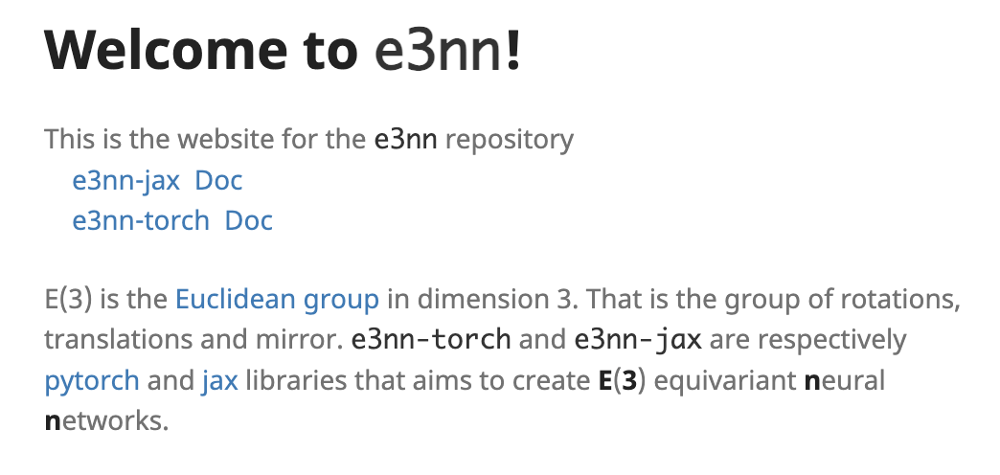 Welcome to e3nn!
This is the website for the e3nn repository
e3nn-jax Doc
e3nn-torch Doc
E(3) is the Euclidean group in dimension 3. That is the group of rotations,
translations and mirror. e3nn-torch and e3nn-jax are respectively
pytorch and jax libraries that aims to create E(3) equivariant neural
networks.